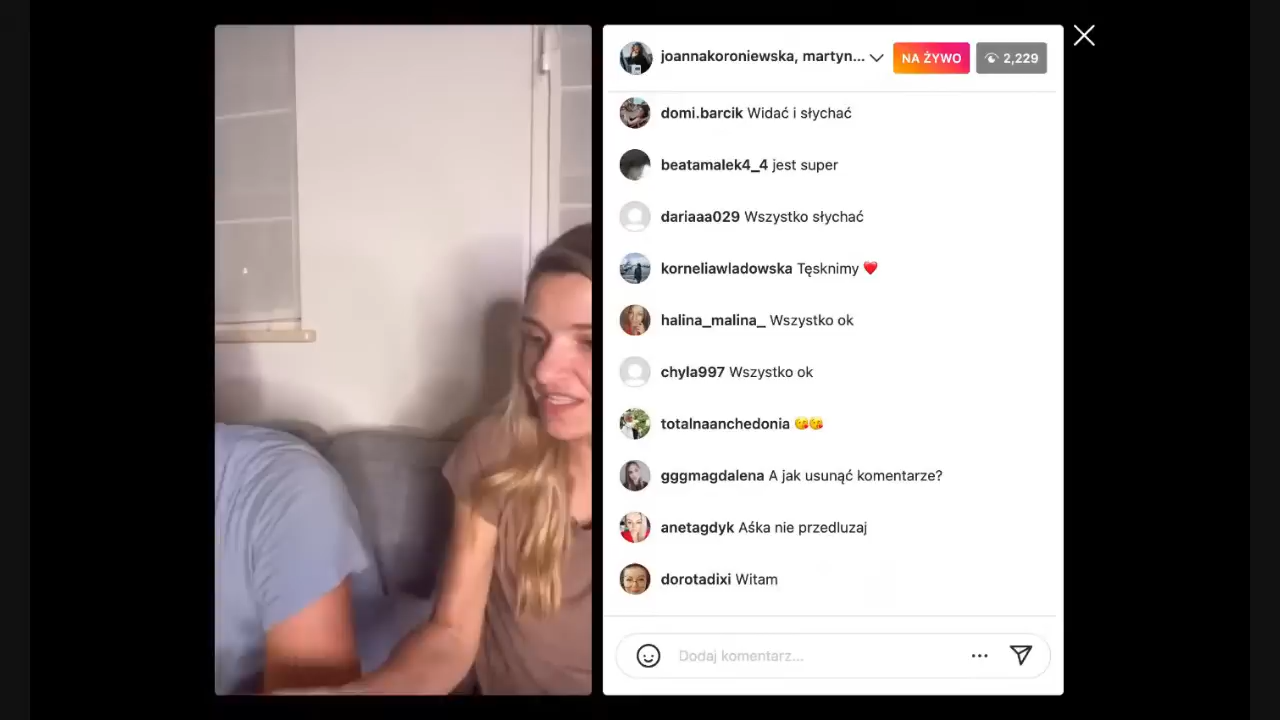 joannakoroniewska, martyn...
NA ŻYWO
2,229
domi.barcik Widać i słychać
beatamalek4_4 jest super
dariaaa029 Wszystko słychać
korneliawladowska Tęsknimy ❤️
halina_malina_ Wszystko ok
chyla997 Wszystko ok
totalnaanchedonia 😘😘
gggmagdalena A jak usunąć komentarze?
anetagdyk Aśka nie przedluzaj
dorotadixi Witam
Dodaj komentarz...